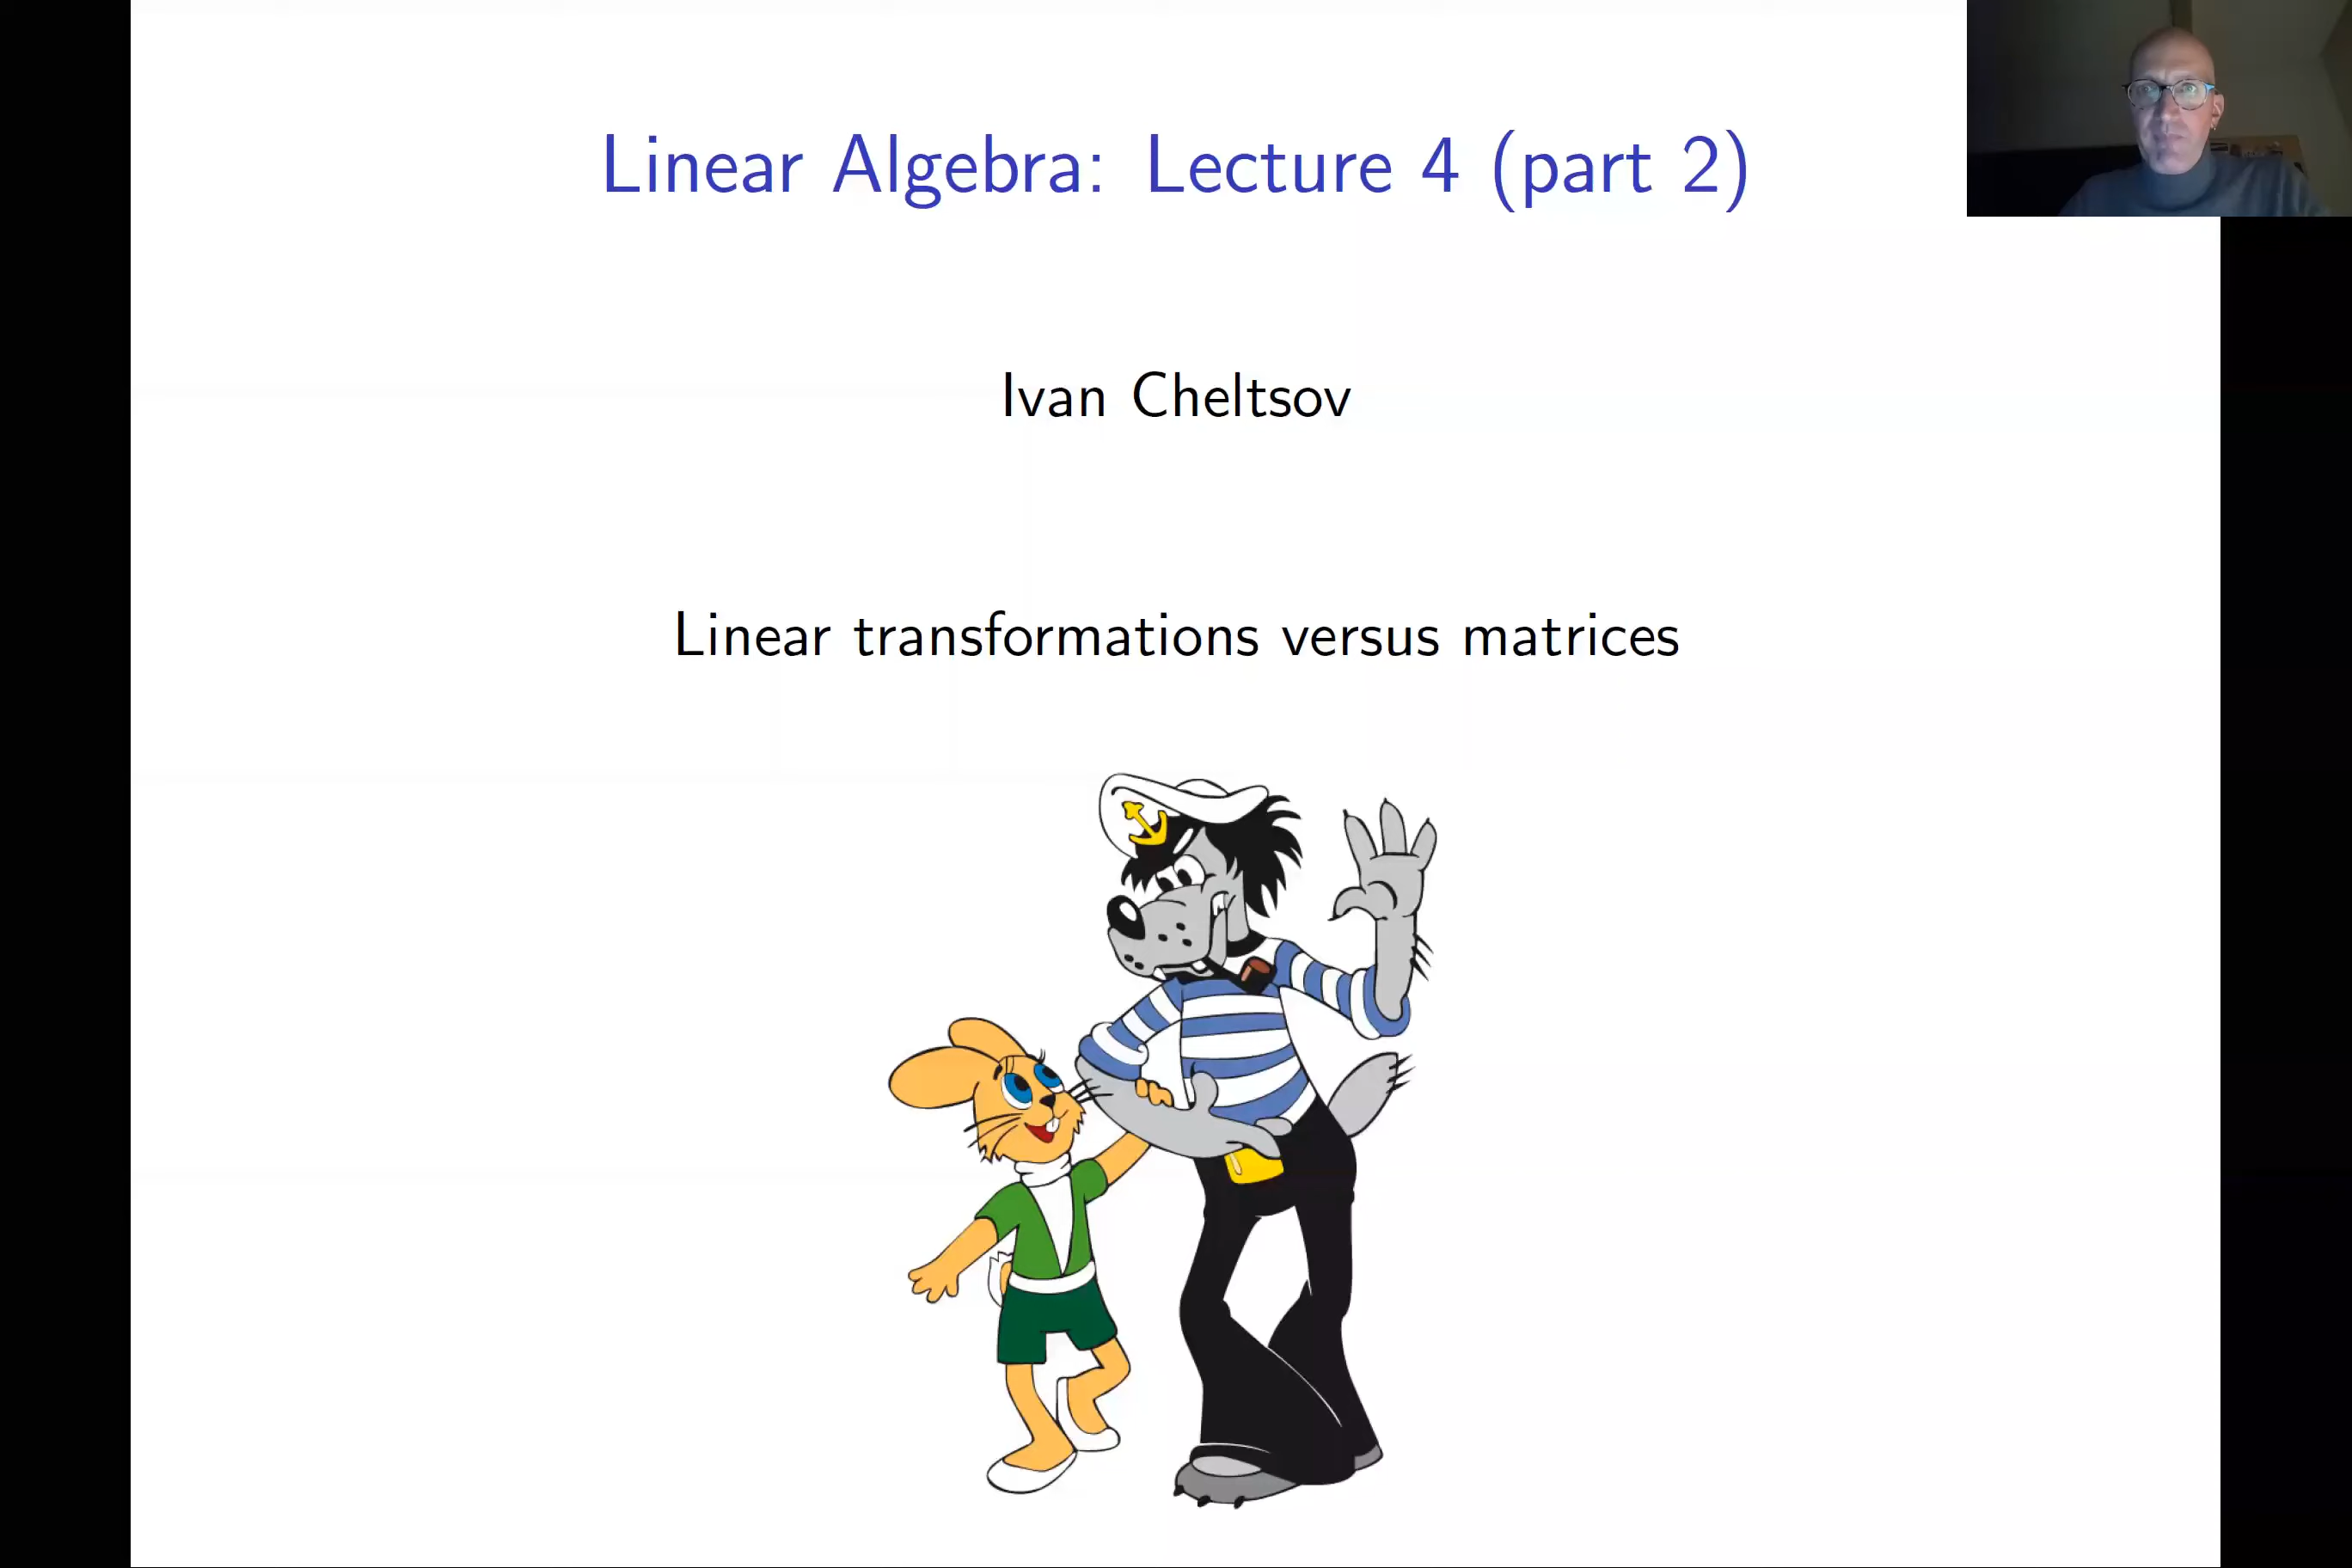 Linear Algebra: Lecture 4 (part 2)
Ivan Cheltsov
Linear transformations versus matrices